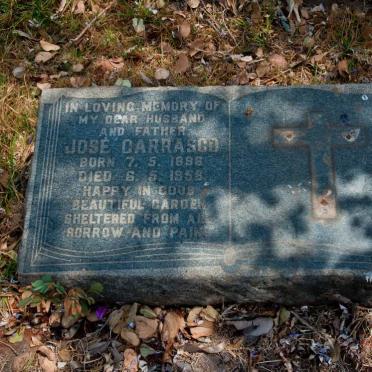 IN LOVING MEMORY OF
MY DEAR HUSBAND
AND FATHER
JOSÉ CARRASCO
BORN 7. 5. 1896
DIED 6. 5. 1958
HAPPY IN GODS
BEAUTIFUL GARDEN
SHELTERED FROM ALL
SORROW AND PAIN